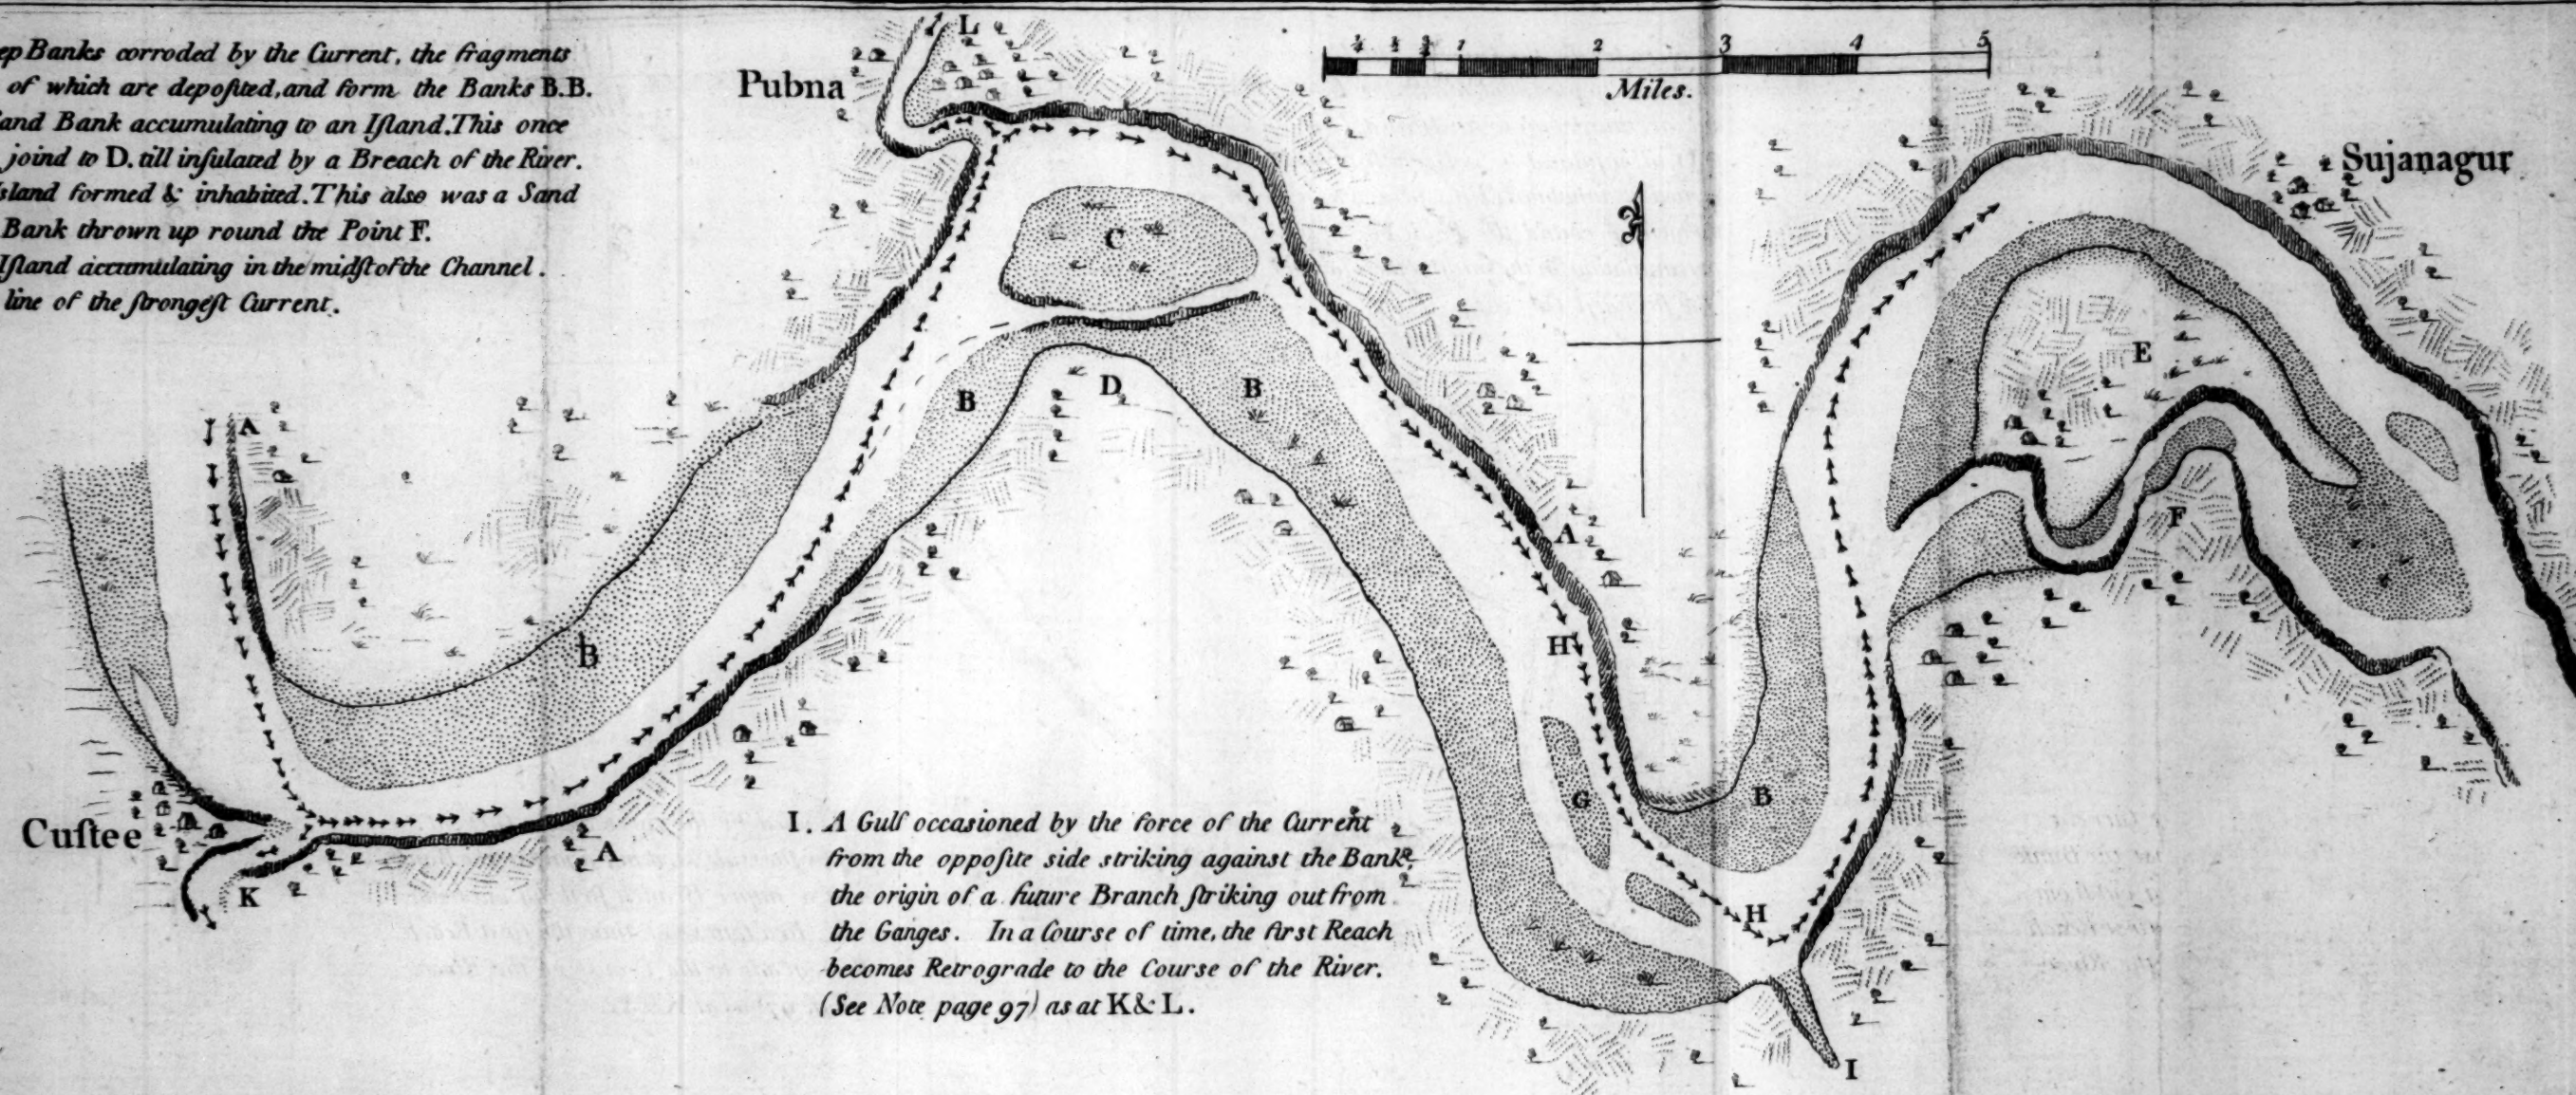 ep Banks corroded by the Current, the fragments
of which are depoſited, and form the Banks B.B.
and Bank accumulating to an Iſland. This once
joind to D. till inſulated by a Breach of the River.
sland formed & inhabited. This alſo was a Sand
Bank thrown up round the Point F.
Iſland accumulating in the midſt of the Channel.
line of the ſtrongeſt Current.
L
Pubna
¼ ½ ¾ 1 2 3 4 5
Miles.
Sujanagur
C
E
D
B
B
A
F
A
H
B
G
B
Cuſtee
A
K
H
I. A Gulf occasioned by the force of the Current
from the oppoſite side striking against the Bank,
the origin of a future Branch ſtriking out from
the Ganges. In a Course of time, the first Reach
becomes Retrograde to the Course of the River.
(See Note page 97) as at K & L.
I